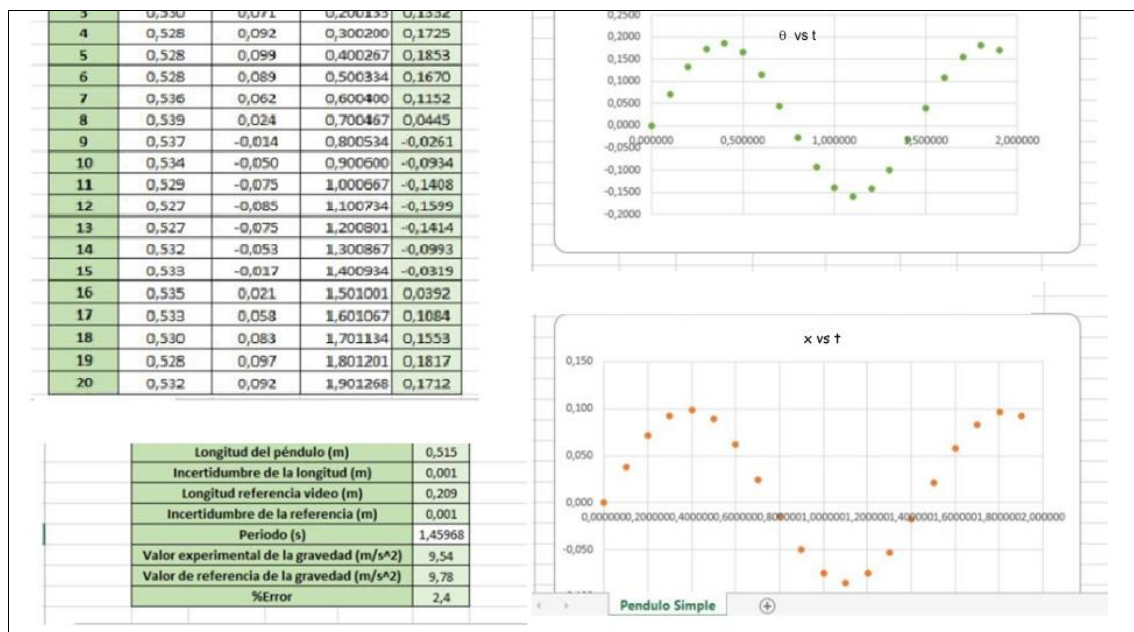 3 0,530 0,071 0,200133 0,1332
4 0,528 0,092 0,300200 0,1725
5 0,528 0,099 0,400267 0,1853
6 0,528 0,089 0,500334 0,1670
7 0,536 0,062 0,600400 0,1152
8 0,539 0,024 0,700467 0,0445
9 0,537 -0,014 0,800534 -0,0261
10 0,534 -0,050 0,900600 -0,0934
11 0,529 -0,075 1,000667 -0,1408
12 0,527 -0,085 1,100734 -0,1599
13 0,527 -0,075 1,200801 -0,1414
14 0,532 -0,053 1,300867 -0,0993
15 0,533 -0,017 1,400934 -0,0319
16 0,535 0,021 1,501001 0,0392
17 0,533 0,058 1,601067 0,1084
18 0,530 0,083 1,701134 0,1553
19 0,528 0,097 1,801201 0,1817
20 0,532 0,092 1,901268 0,1712
Longitud del péndulo (m) 0,515
Incertidumbre de la longitud (m) 0,001
Longitud referencia video (m) 0,209
Incertidumbre de la referencia (m) 0,001
Periodo (s) 1,45968
Valor experimental de la gravedad (m/s^2) 9,54
Valor de referencia de la gravedad (m/s^2) 9,78
%Error 2,4
θ vs t
0,2500
0,2000
0,1500
0,1000
0,0500
0,0000
-0,0500
-0,1000
-0,1500
-0,2000
0,000000 0,500000 1,000000 2,000000
x vs t
0,150
0,100
0,050
0,000
-0,050
Pendulo Simple